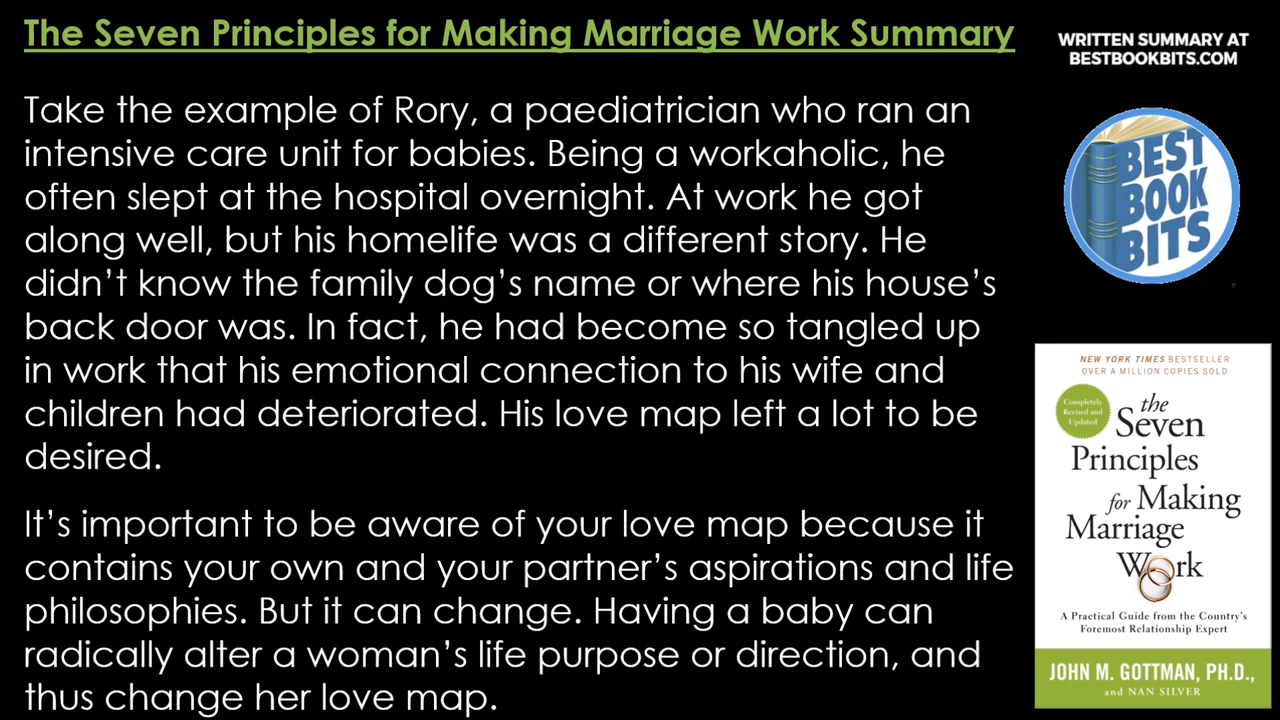 The Seven Principles for Making Marriage Work Summary
Take the example of Rory, a paediatrician who ran an
intensive care unit for babies. Being a workaholic, he
often slept at the hospital overnight. At work he got
along well, but his homelife was a different story. He
didn't know the family dog's name or where his house's
back door was. In fact, he had become so tangled up
in work that his emotional connection to his wife and
children had deteriorated. His love map left a lot to be
desired.
It's important to be aware of your love map because it
contains your own and your partner's aspirations and life
philosophies. But it can change. Having a baby can
radically alter a woman's life purpose or direction, and
thus change her love map.
WRITTEN SUMMARY AT
BESTBOOKBITS.COM
BEST
BOOK
BITS
NEW YORK TIMES BESTSELLER
OVER A MILLION COPIES SOLD
Completely
Revised and
Updated
the
Seven
Principles
for Making
Marriage
Work
A Practical Guide from the Country's
Foremost Relationship Expert
JOHN M. GOTTMAN, PH.D.,
and NAN SILVER